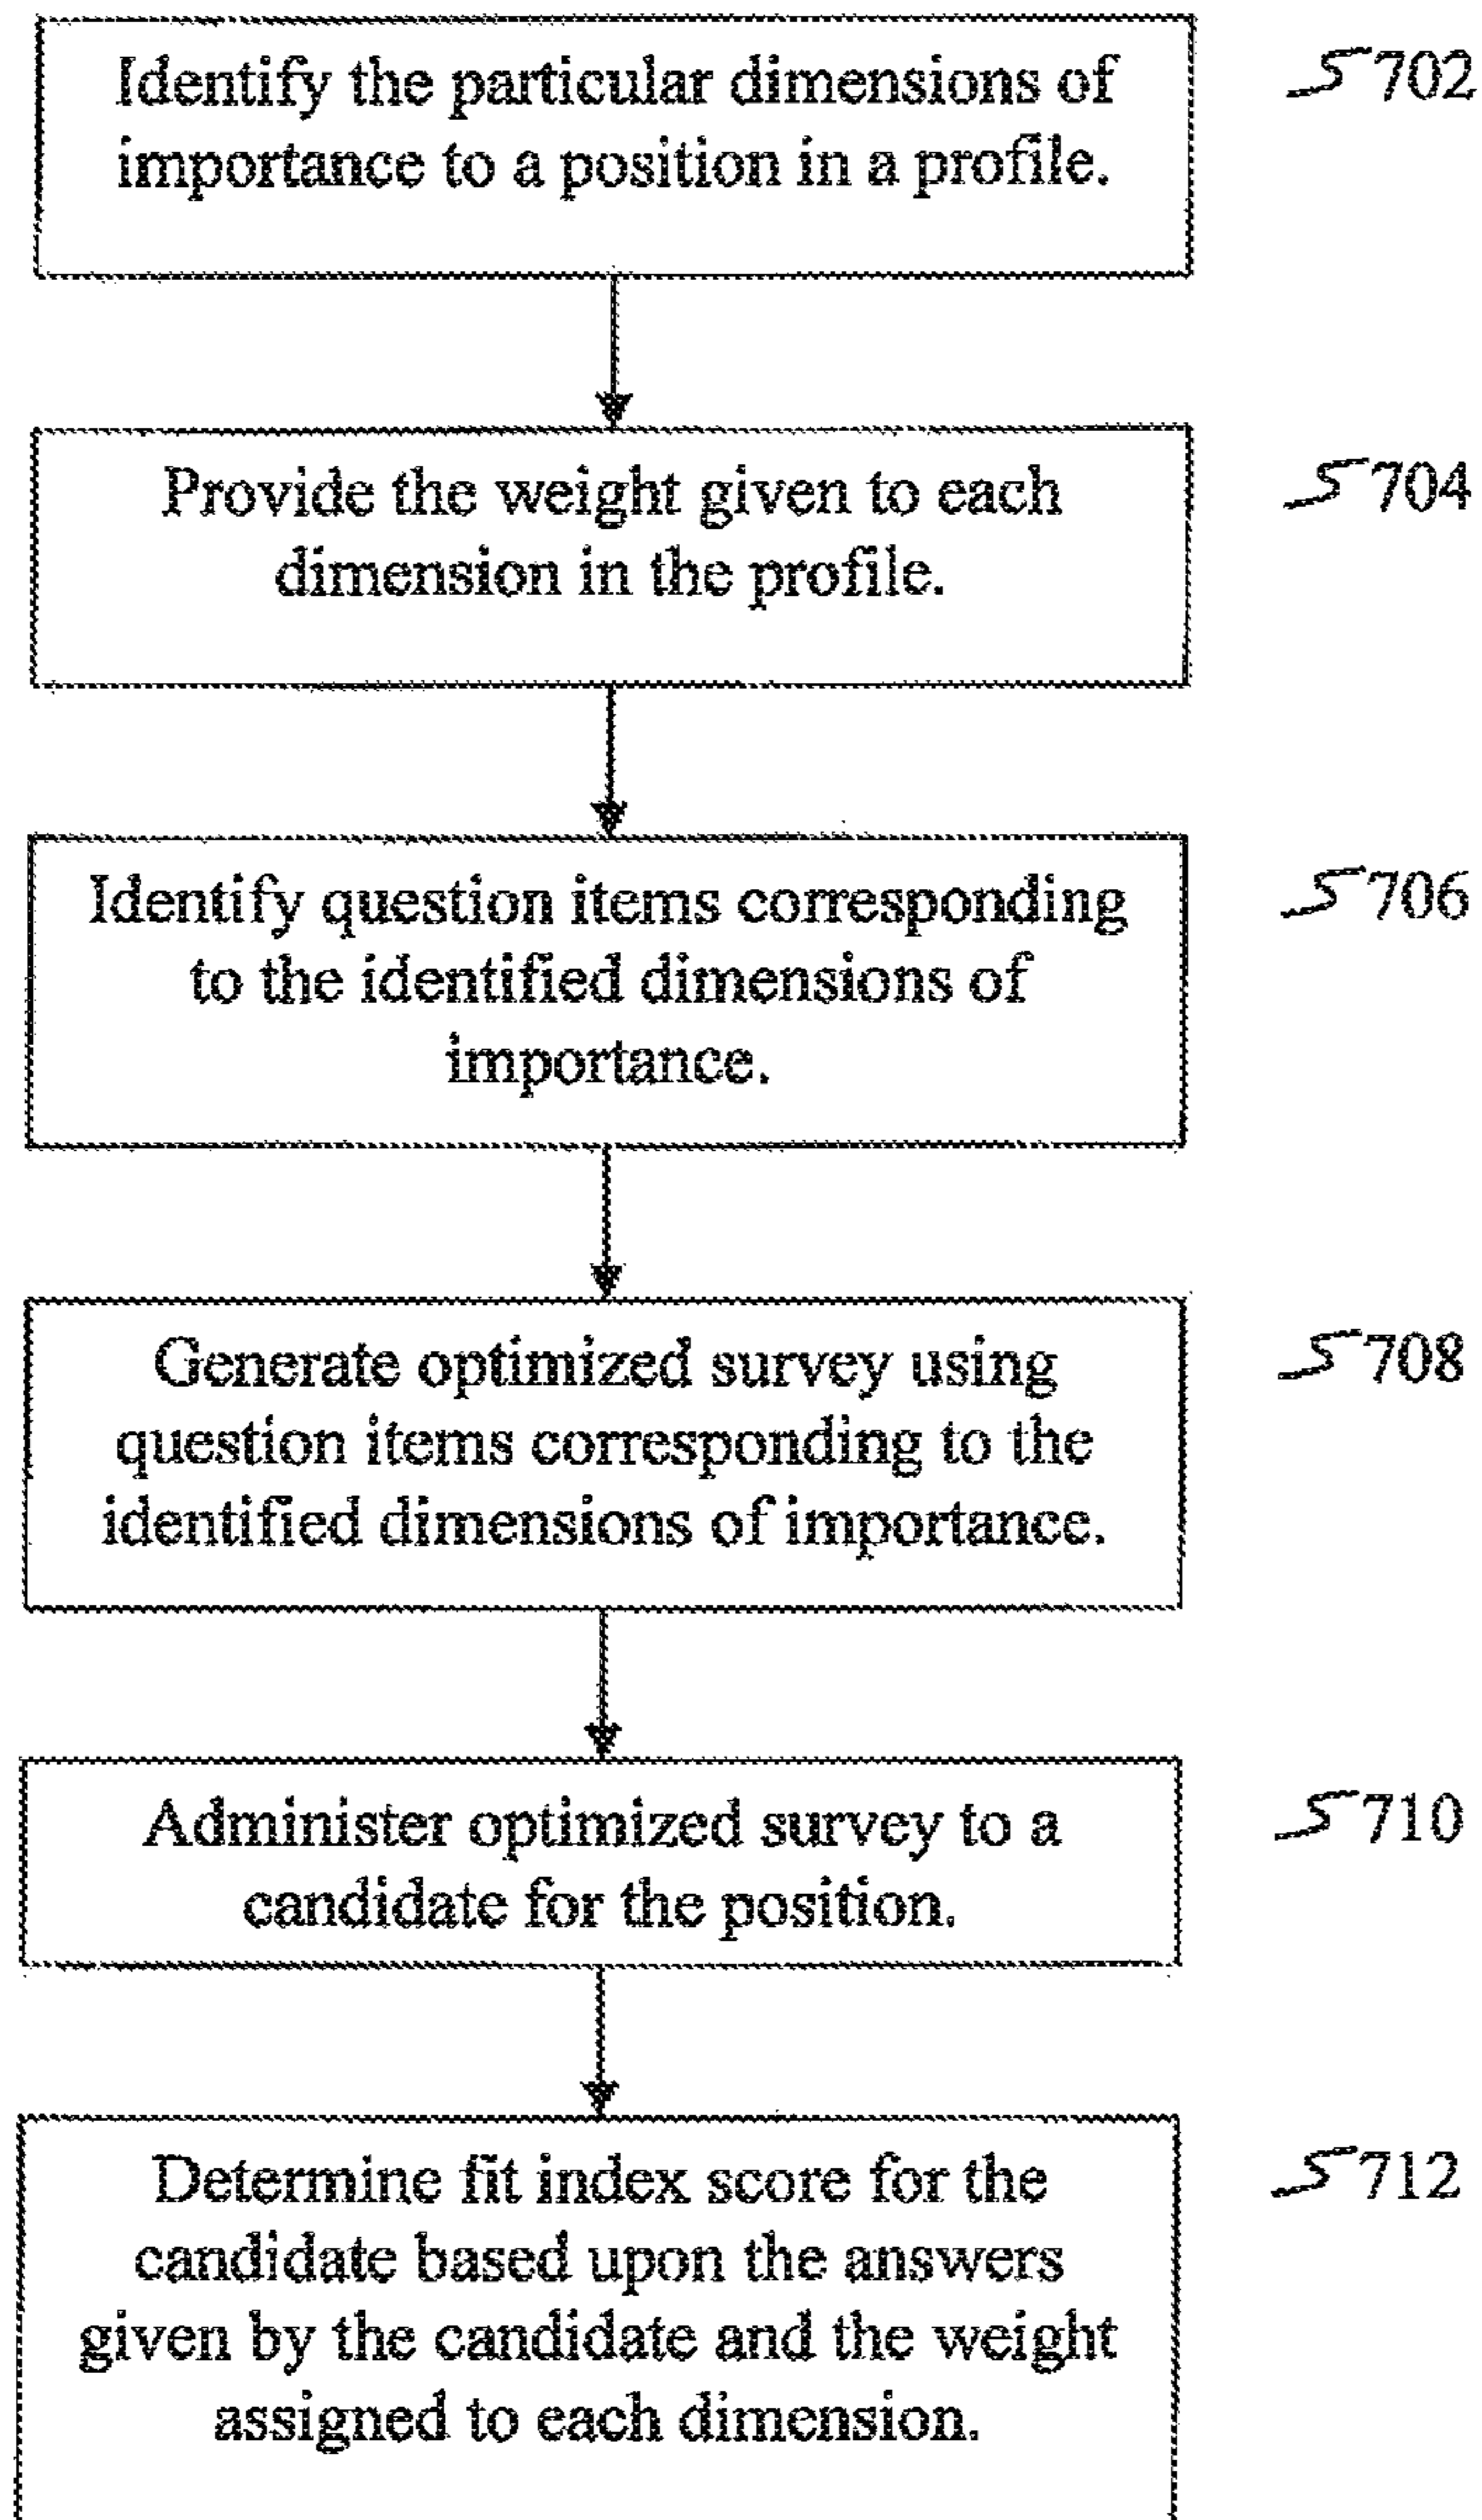 Identify the particular dimensions of
importance to a position in a profile.
702
Provide the weight given to each
dimension in the profile.
704
Identify question items corresponding
to the identified dimensions of
importance.
706
Generate optimized survey using
question items corresponding to the
identified dimensions of importance.
708
Administer optimized survey to a
candidate for the position.
710
Determine fit index score for the
candidate based upon the answers
given by the candidate and the weight
assigned to each dimension.
712